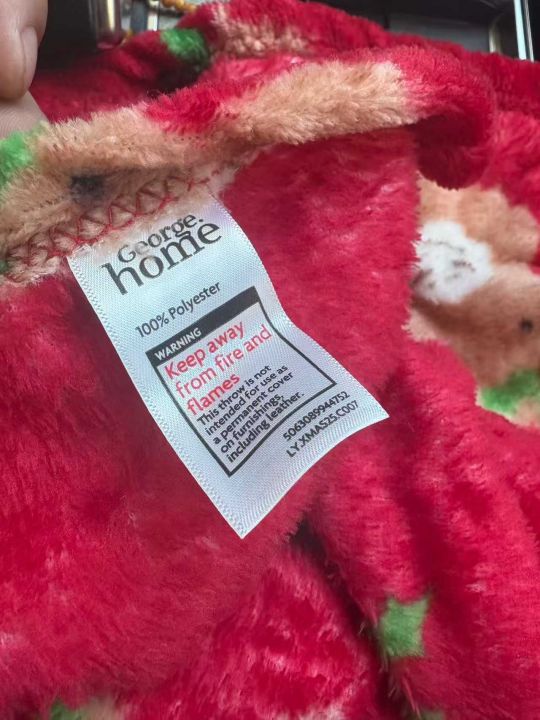 George.
home
100% Polyester
WARNING
Keep away
from fire and
flames
This throw is not
intended for use as
a permanent cover
on furnishings,
including leather.
5063089944752
LY.XMAS25.C007